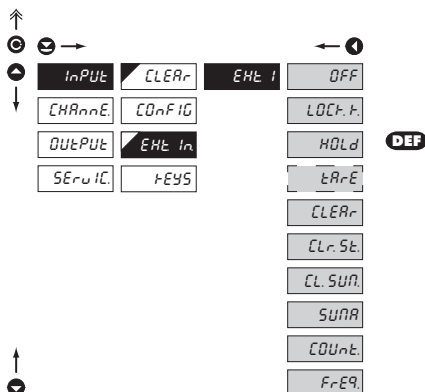 InPUt CLEAr EXt 1 OFF
CHAnnE. COnFIG LOCK. K.
OUtPUt EXt In HOLd DEF
SErvIC. KEYS tArE
CLEAr
CLr. St.
CL. SUM.
SUMA
COUnt.
FrEQ.